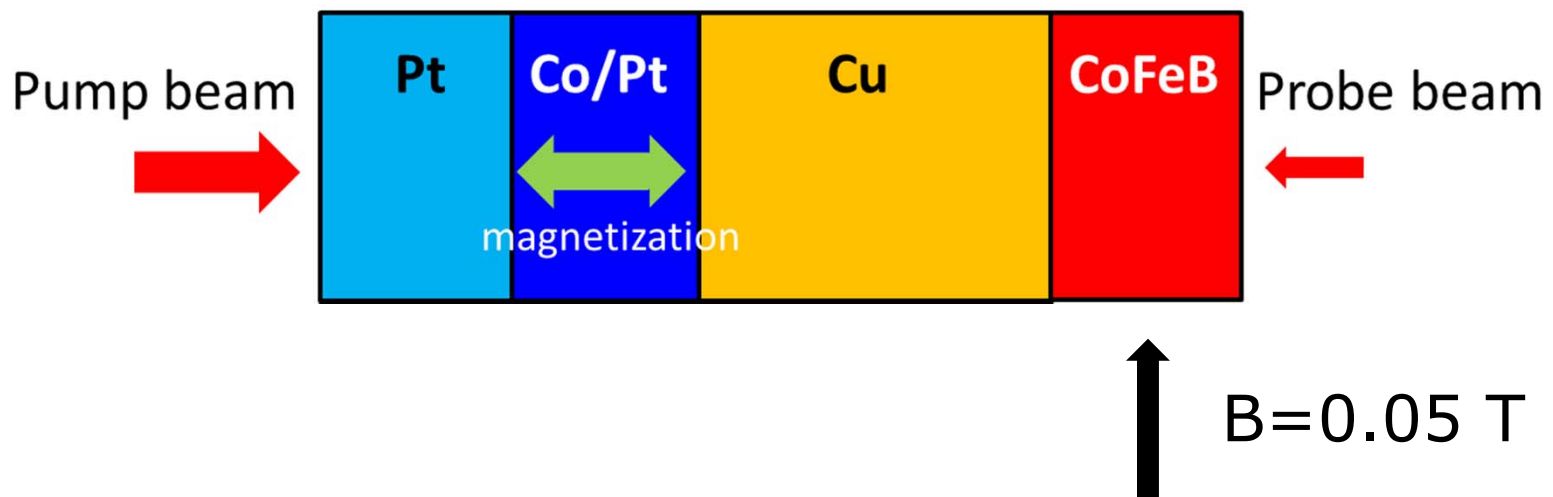 Pump beam
Pt
Co/Pt
magnetization
Cu
CoFeB
Probe beam
B=0.05 T